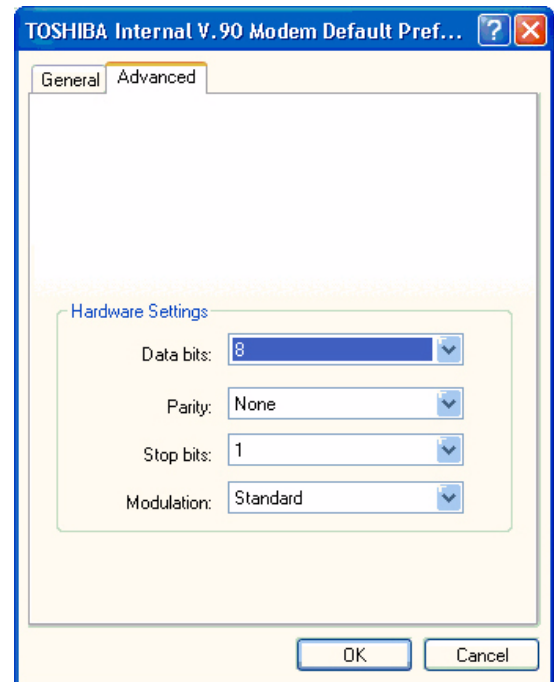 TOSHIBA Internal V.90 Modem Default Pref...
General Advanced
Hardware Settings
Data bits: 8
Parity: None
Stop bits: 1
Modulation: Standard
OK Cancel